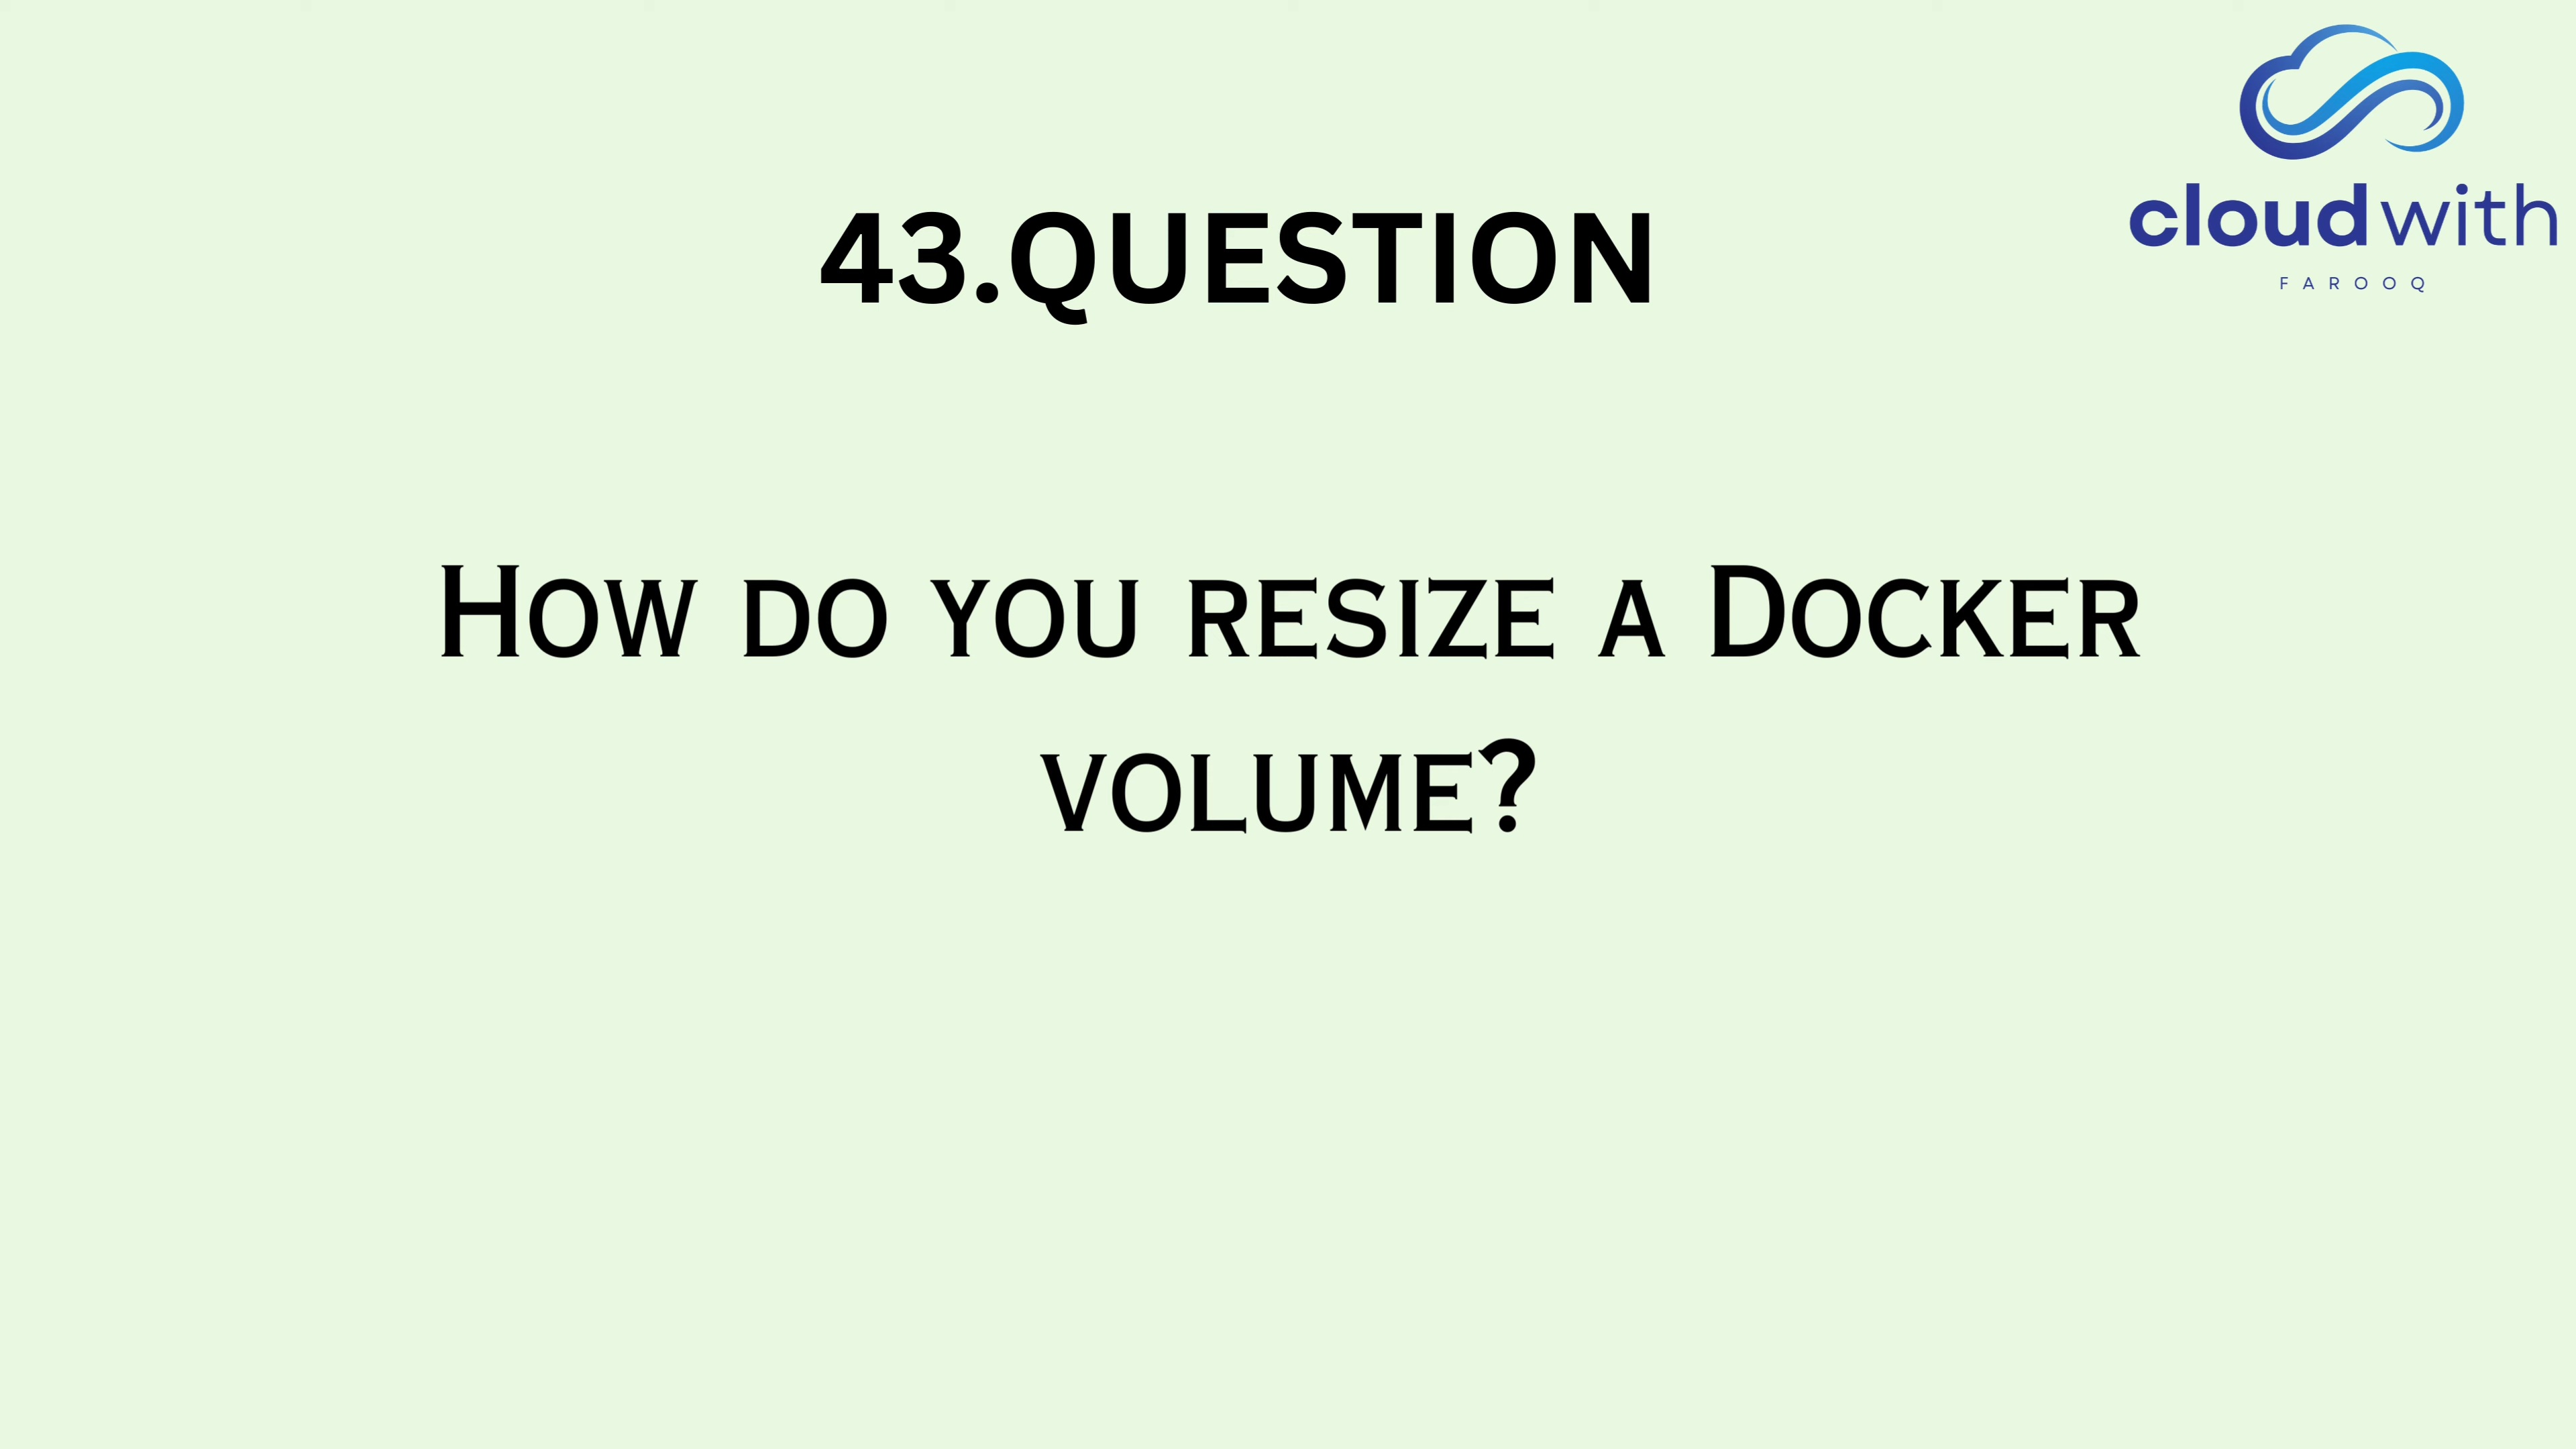 cloudwith
FAROOQ
43.QUESTION
How do you resize a Docker
volume?